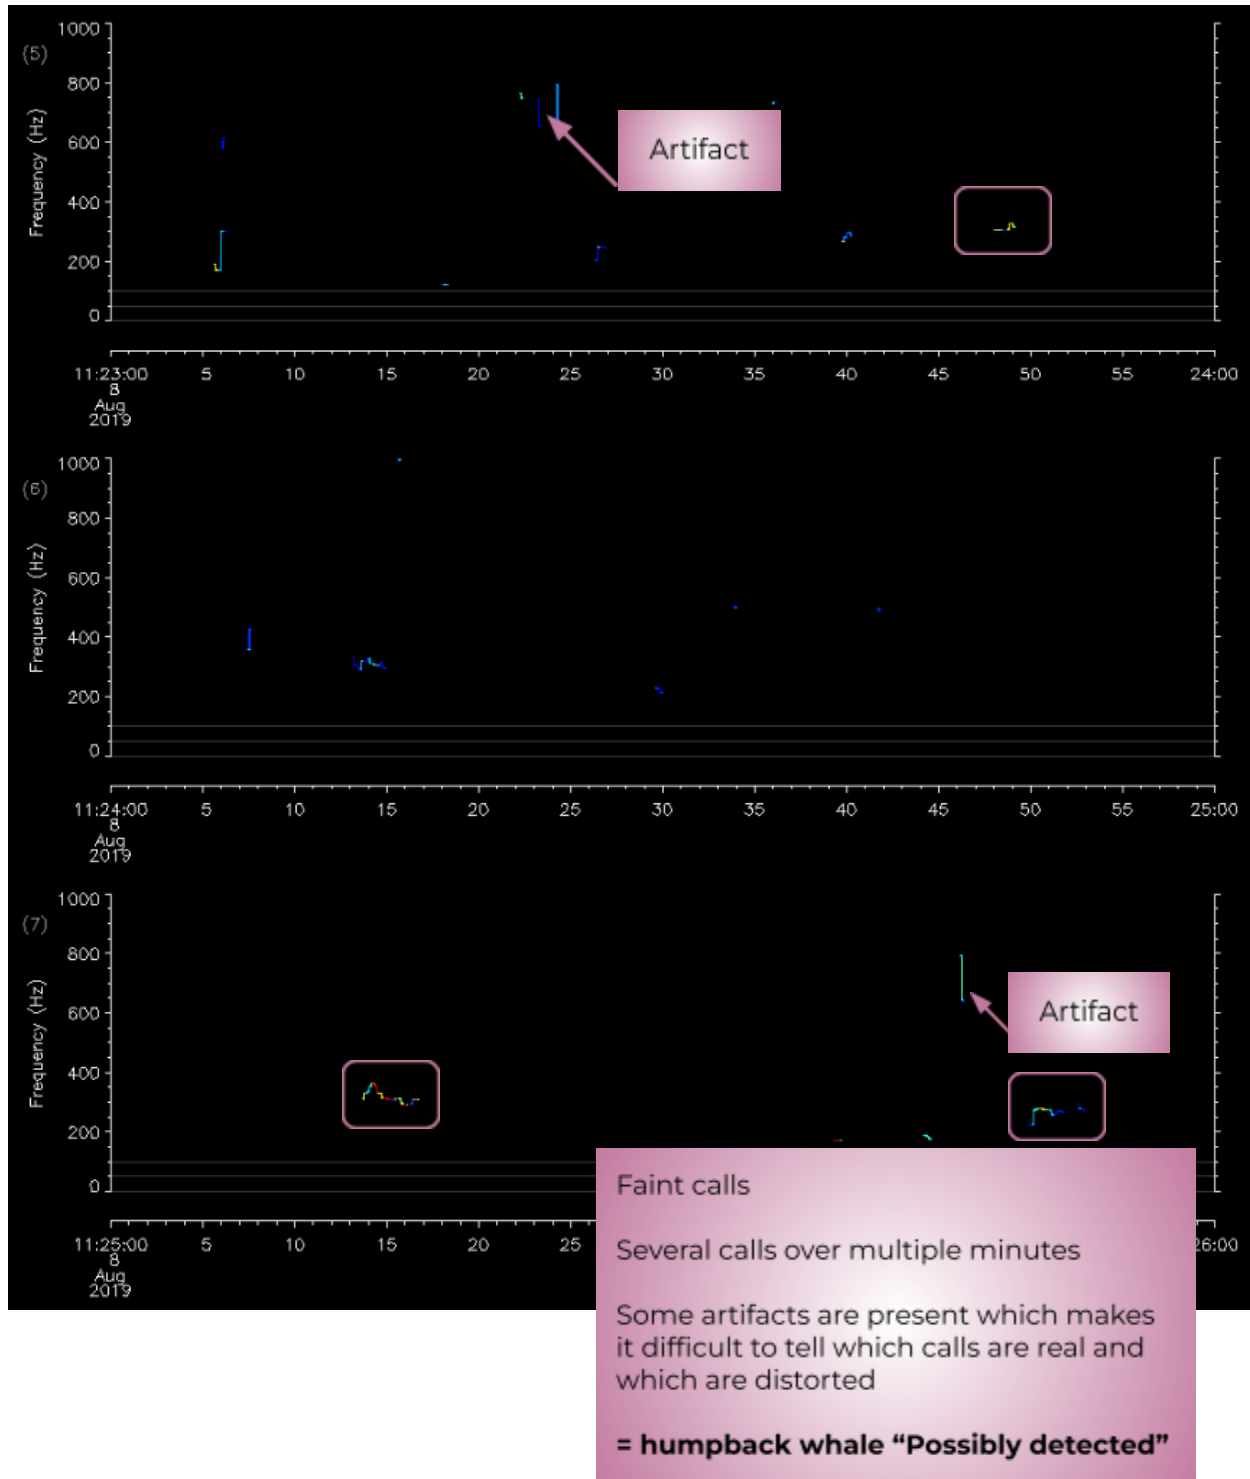 (5)
Frequency (Hz)
1000
800
600
400
200
0
Artifact
11:23:00 5 10 15 20 25 30 35 40 45 50 55 24:00
8
Aug
2019
(6)
Frequency (Hz)
1000
800
600
400
200
0
11:24:00 5 10 15 20 25 30 35 40 45 50 55 25:00
8
Aug
2019
(7)
Frequency (Hz)
1000
800
600
400
200
0
Artifact
11:25:00 5 10 15 20 25 26:00
8
Aug
2019
Faint calls
Several calls over multiple minutes
Some artifacts are present which makes
it difficult to tell which calls are real and
which are distorted
= humpback whale “Possibly detected”